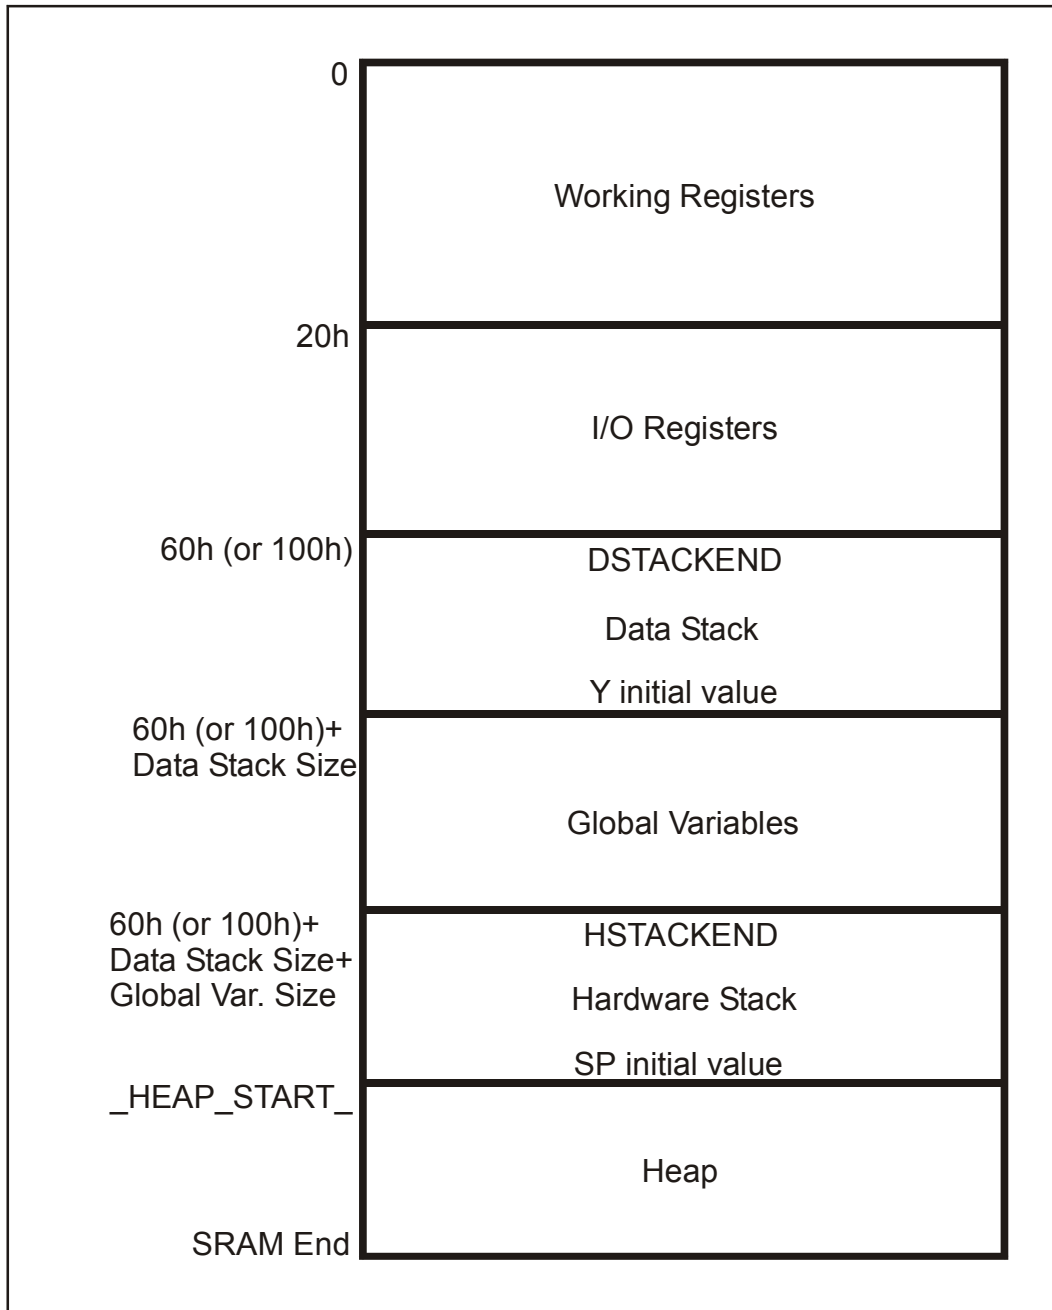 0
Working Registers
20h
I/O Registers
60h (or 100h)
DSTACKEND
Data Stack
Y initial value
60h (or 100h)+
Data Stack Size
Global Variables
60h (or 100h)+
Data Stack Size+
Global Var. Size
HSTACKEND
Hardware Stack
SP initial value
_HEAP_START_
Heap
SRAM End